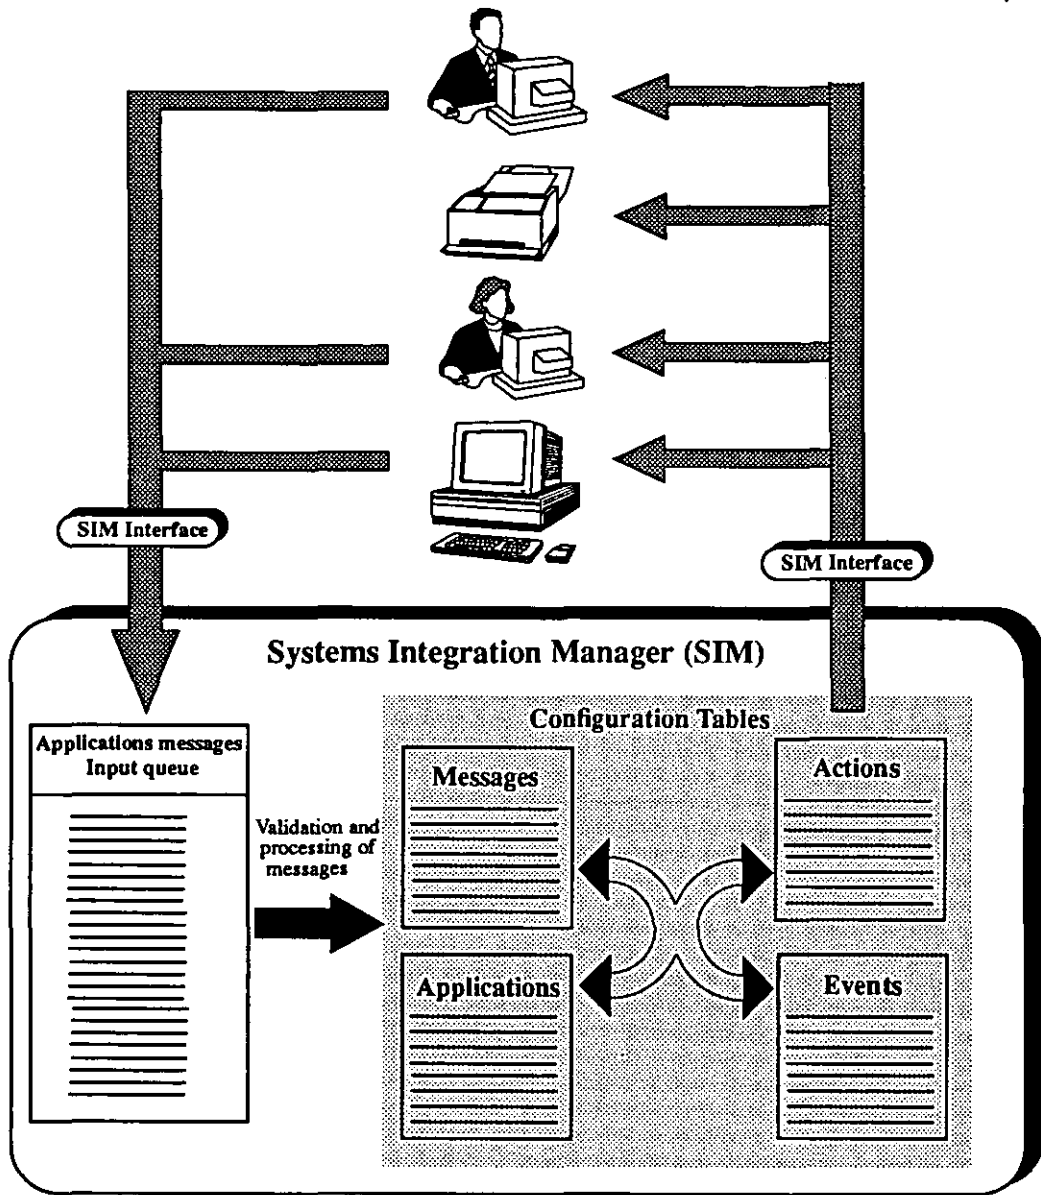 SIM Interface
SIM Interface
Systems Integration Manager (SIM)
Applications messages
Input queue
Validation and
processing of
messages
Configuration Tables
Messages
Actions
Applications
Events